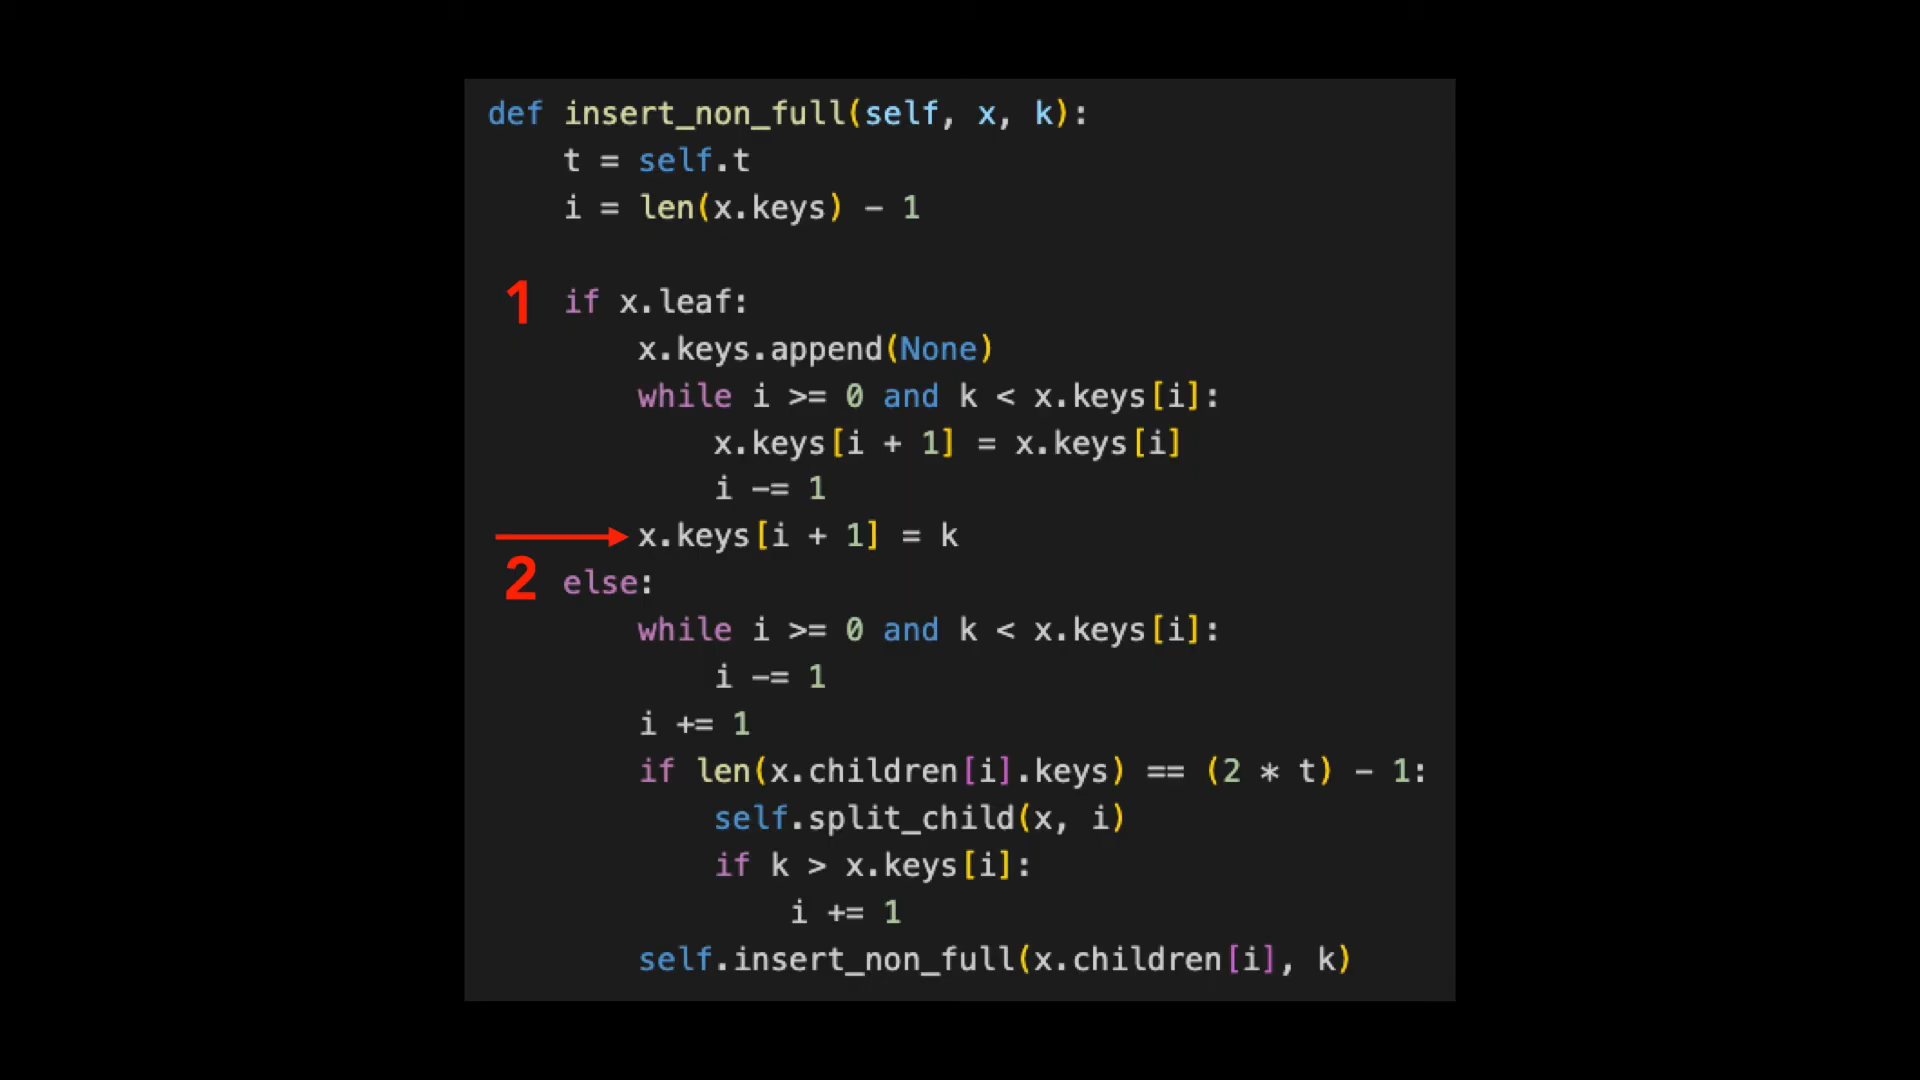 def insert_non_full(self, x, k):
    t = self.t
    i = len(x.keys) - 1

1 if x.leaf:
        x.keys.append(None)
        while i >= 0 and k < x.keys[i]:
            x.keys[i + 1] = x.keys[i]
            i -= 1
        x.keys[i + 1] = k
2 else:
        while i >= 0 and k < x.keys[i]:
            i -= 1
        i += 1
        if len(x.children[i].keys) == (2 * t) - 1:
            self.split_child(x, i)
            if k > x.keys[i]:
                i += 1
        self.insert_non_full(x.children[i], k)